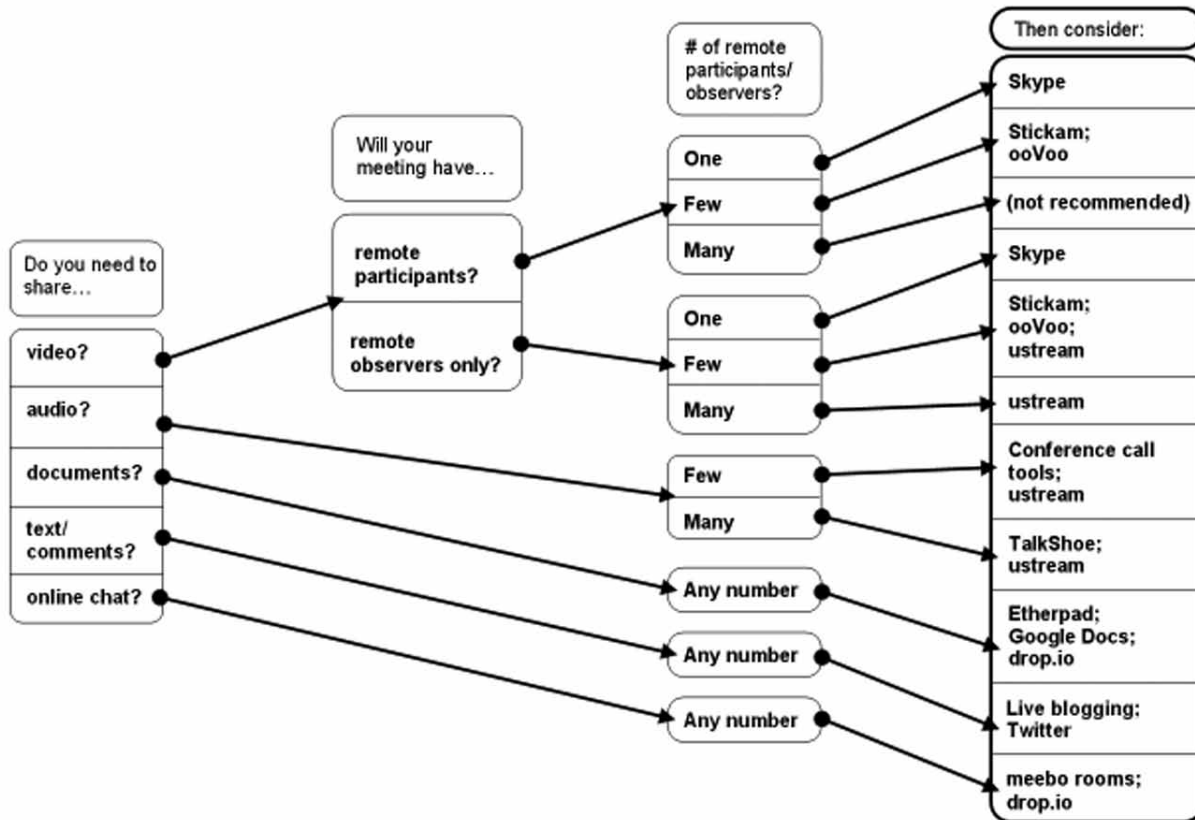 Do you need to
share...
video?
audio?
documents?
text/
comments?
online chat?
Will your
meeting have...
remote
participants?
remote
observers only?
# of remote
participants/
observers?
One
Few
Many
One
Few
Many
Few
Many
Any number
Any number
Any number
Then consider:
Skype
Stickam;
ooVoo
(not recommended)
Skype
Stickam;
ooVoo;
ustream
ustream
Conference call
tools;
ustream
TalkShoe;
ustream
Etherpad;
Google Docs;
drop.io
Live blogging;
Twitter
meebo rooms;
drop.io